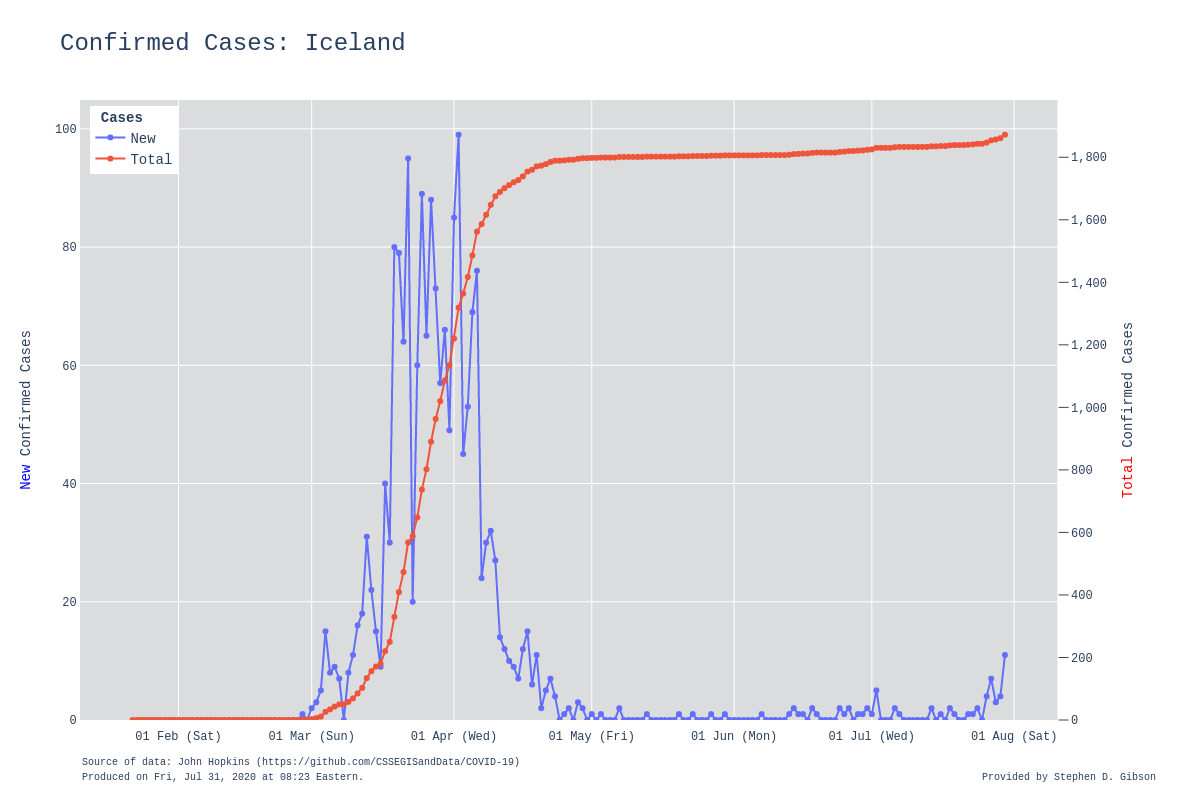 Confirmed Cases: Iceland
Cases
New
Total
100
80
60
40
20
0
New Confirmed Cases
1,800
1,600
1,400
1,200
1,000
800
600
400
200
0
Total Confirmed Cases
01 Feb (Sat) 01 Mar (Sun) 01 Apr (Wed) 01 May (Fri) 01 Jun (Mon) 01 Jul (Wed) 01 Aug (Sat)
Source of data: John Hopkins (https://github.com/CSSEGISandData/COVID-19)
Produced on Fri, Jul 31, 2020 at 08:23 Eastern.
Provided by Stephen D. Gibson